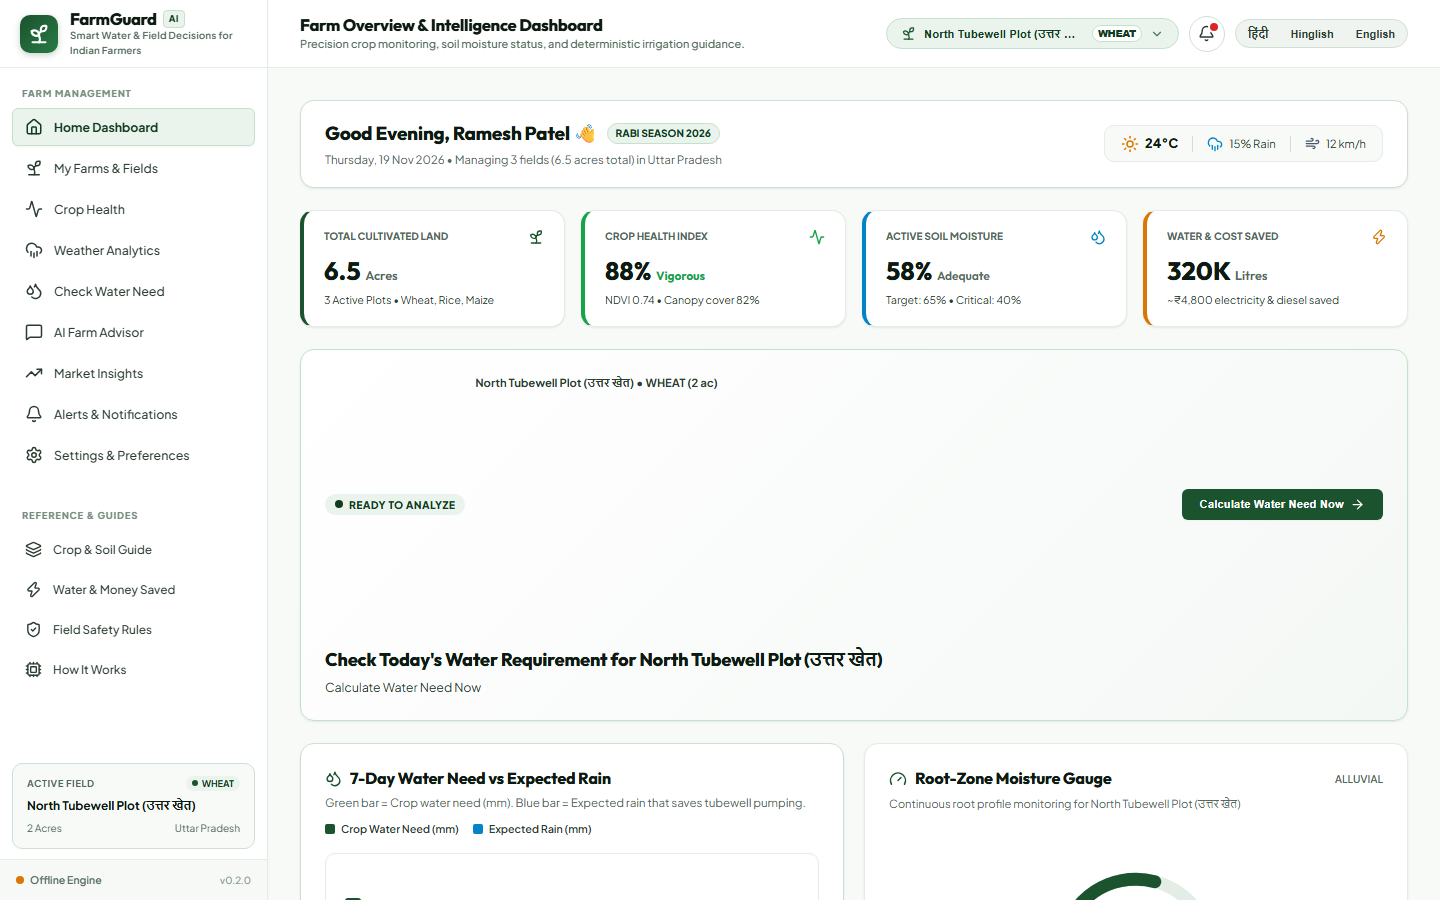 FarmGuard AI
Smart Water & Field Decisions for
Indian Farmers
FARM MANAGEMENT
Home Dashboard
My Farms & Fields
Crop Health
Weather Analytics
Check Water Need
AI Farm Advisor
Market Insights
Alerts & Notifications
Settings & Preferences
REFERENCE & GUIDES
Crop & Soil Guide
Water & Money Saved
Field Safety Rules
How It Works
ACTIVE FIELD WHEAT
North Tubewell Plot (उत्तर खेत)
2 Acres Uttar Pradesh
Offline Engine v0.2.0
Farm Overview & Intelligence Dashboard
Precision crop monitoring, soil moisture status, and deterministic irrigation guidance.
North Tubewell Plot (उत्तर ... WHEAT
हिंदी Hinglish English
Good Evening, Ramesh Patel 👋 RABI SEASON 2026
Thursday, 19 Nov 2026 • Managing 3 fields (6.5 acres total) in Uttar Pradesh
24°C 15% Rain 12 km/h
TOTAL CULTIVATED LAND
6.5 Acres
3 Active Plots • Wheat, Rice, Maize
CROP HEALTH INDEX
88% Vigorous
NDVI 0.74 • Canopy cover 82%
ACTIVE SOIL MOISTURE
58% Adequate
Target: 65% • Critical: 40%
WATER & COST SAVED
320K Litres
~₹4,800 electricity & diesel saved
North Tubewell Plot (उत्तर खेत) • WHEAT (2 ac)
READY TO ANALYZE
Calculate Water Need Now →
Check Today's Water Requirement for North Tubewell Plot (उत्तर खेत)
Calculate Water Need Now
7-Day Water Need vs Expected Rain
Green bar = Crop water need (mm). Blue bar = Expected rain that saves tubewell pumping.
Crop Water Need (mm) Expected Rain (mm)
Root-Zone Moisture Gauge ALLUVIAL
Continuous root profile monitoring for North Tubewell Plot (उत्तर खेत)